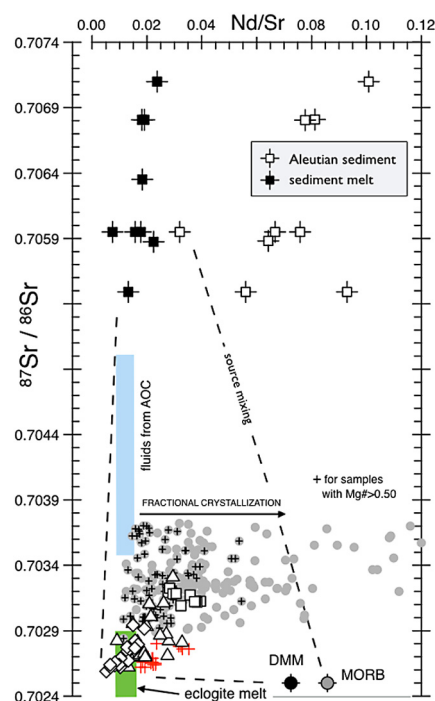 Nd/Sr
0.00 0.02 0.04 0.06 0.08 0.10 0.12
0.7074
0.7069
0.7064
0.7059
0.7044
0.7039
0.7034
0.7029
0.7024
87Sr / 86Sr
Aleutian sediment
sediment melt
source mixing
fluids from AOC
+ for samples
with Mg#>0.50
FRACTIONAL CRYSTALLIZATION
DMM
MORB
eclogite melt